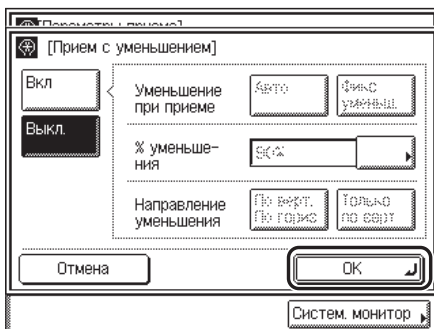 [Параметры приема]
[Прием с уменьшением]
Вкл
Выкл.
Уменьшение
при приеме
Авто
Фикс
уменьш.
% уменьше-
ния
90%
Направление
уменьшения
По верт.
По гориз
Только
по верт
Отмена
OK
Систем. монитор